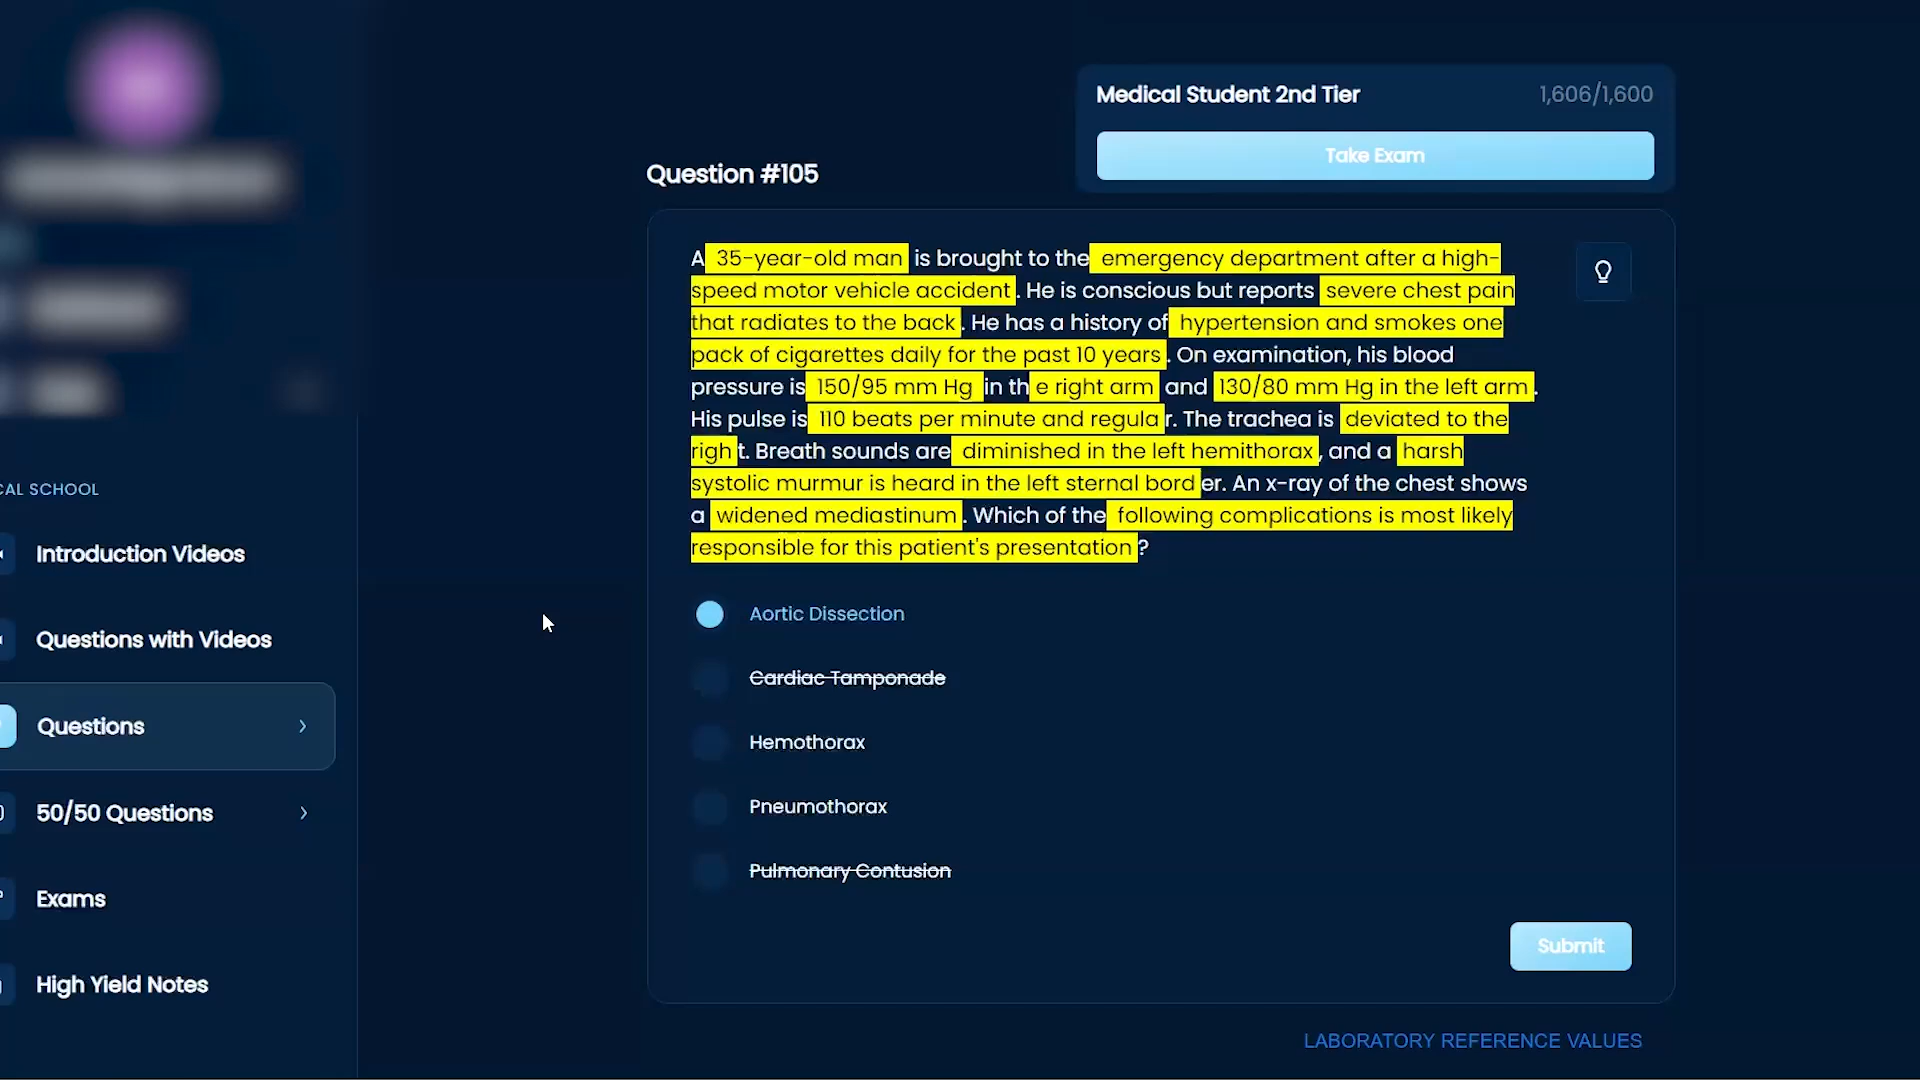 Medical Student 2nd Tier 1,606/1,600
Take Exam
Question #105
A 35-year-old man is brought to the emergency department after a high-
speed motor vehicle accident. He is conscious but reports severe chest pain
that radiates to the back. He has a history of hypertension and smokes one
pack of cigarettes daily for the past 10 years. On examination, his blood
pressure is 150/95 mm Hg in the right arm and 130/80 mm Hg in the left arm.
His pulse is 110 beats per minute and regular. The trachea is deviated to the
right. Breath sounds are diminished in the left hemithorax, and a harsh
systolic murmur is heard in the left sternal border. An x-ray of the chest shows
a widened mediastinum. Which of the following complications is most likely
responsible for this patient's presentation?
Aortic Dissection
Cardiac Tamponade
Hemothorax
Pneumothorax
Pulmonary Contusion
Submit
LABORATORY REFERENCE VALUES
CAL SCHOOL
Introduction Videos
Questions with Videos
Questions
50/50 Questions
Exams
High Yield Notes